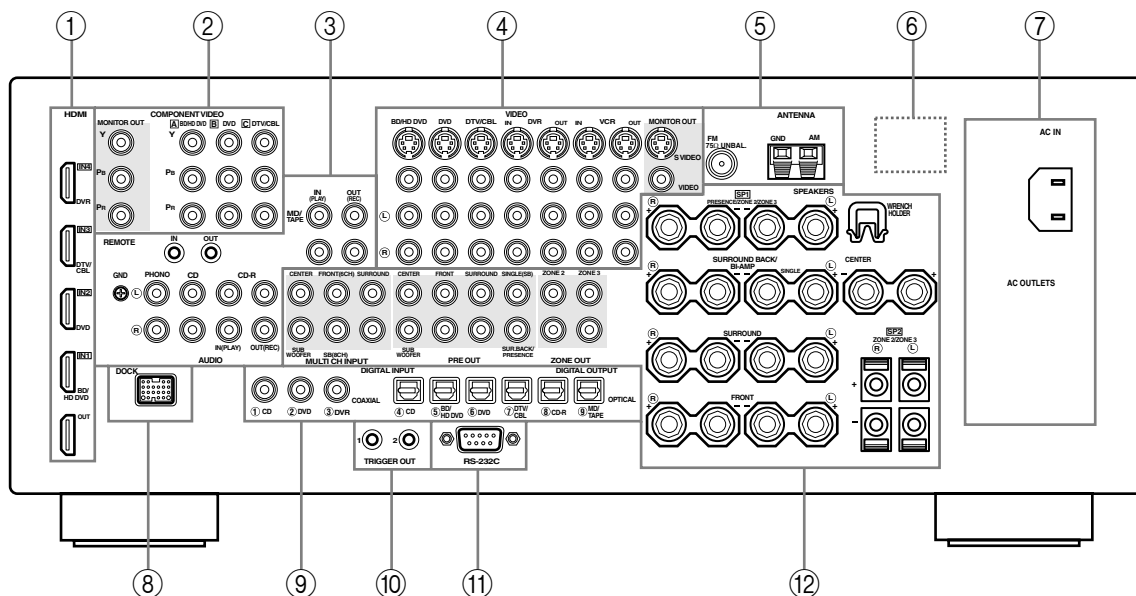 ① ② ③ ④ ⑤ ⑥ ⑦
HDMI
IN4
DVR
IN3
DTV/
CBL
IN2
DVD
IN1
BD/
HD DVD
OUT
COMPONENT VIDEO
MONITOR OUT
A BD/HD DVD B DVD C DTV/CBL
Y Y
PB PB
PR PR
REMOTE
IN OUT
GND PHONO CD CD-R
L
R
IN(PLAY) OUT(REC)
AUDIO
IN
(PLAY)
OUT
(REC)
MD/
TAPE
VIDEO
BD/HD DVD DVD DTV/CBL IN DVR OUT IN VCR OUT MONITOR OUT
S VIDEO
VIDEO
L
R
CENTER FRONT(6CH) SURROUND
SUB
WOOFER
SB(8CH)
MULTI CH INPUT
CENTER FRONT SURROUND SINGLE(SB)
SUB
WOOFER
SUR.BACK/
PRESENCE
PRE OUT
ZONE 2 ZONE 3
ZONE OUT
ANTENNA
FM
75Ω UNBAL.
GND AM
SPEAKERS
SP1
R PRESENCE/ZONE 2/ZONE 3 L
+ +
WRENCH
HOLDER
SURROUND BACK/
BI-AMP
R SINGLE L CENTER
+ + − +
SURROUND
R L
+ +
FRONT
R L
+ +
SP2
ZONE 2/ZONE 3
R L
+
−
AC IN
AC OUTLETS
DOCK
DIGITAL INPUT DIGITAL OUTPUT
COAXIAL
① CD ② DVD ③ DVR
④ CD ⑤ BD/
HD DVD ⑥ DVD ⑦ DTV/
CBL ⑧ CD-R ⑨ MD/
TAPE
OPTICAL
1 2
TRIGGER OUT
RS-232C
⑧ ⑨ ⑩ ⑪ ⑫